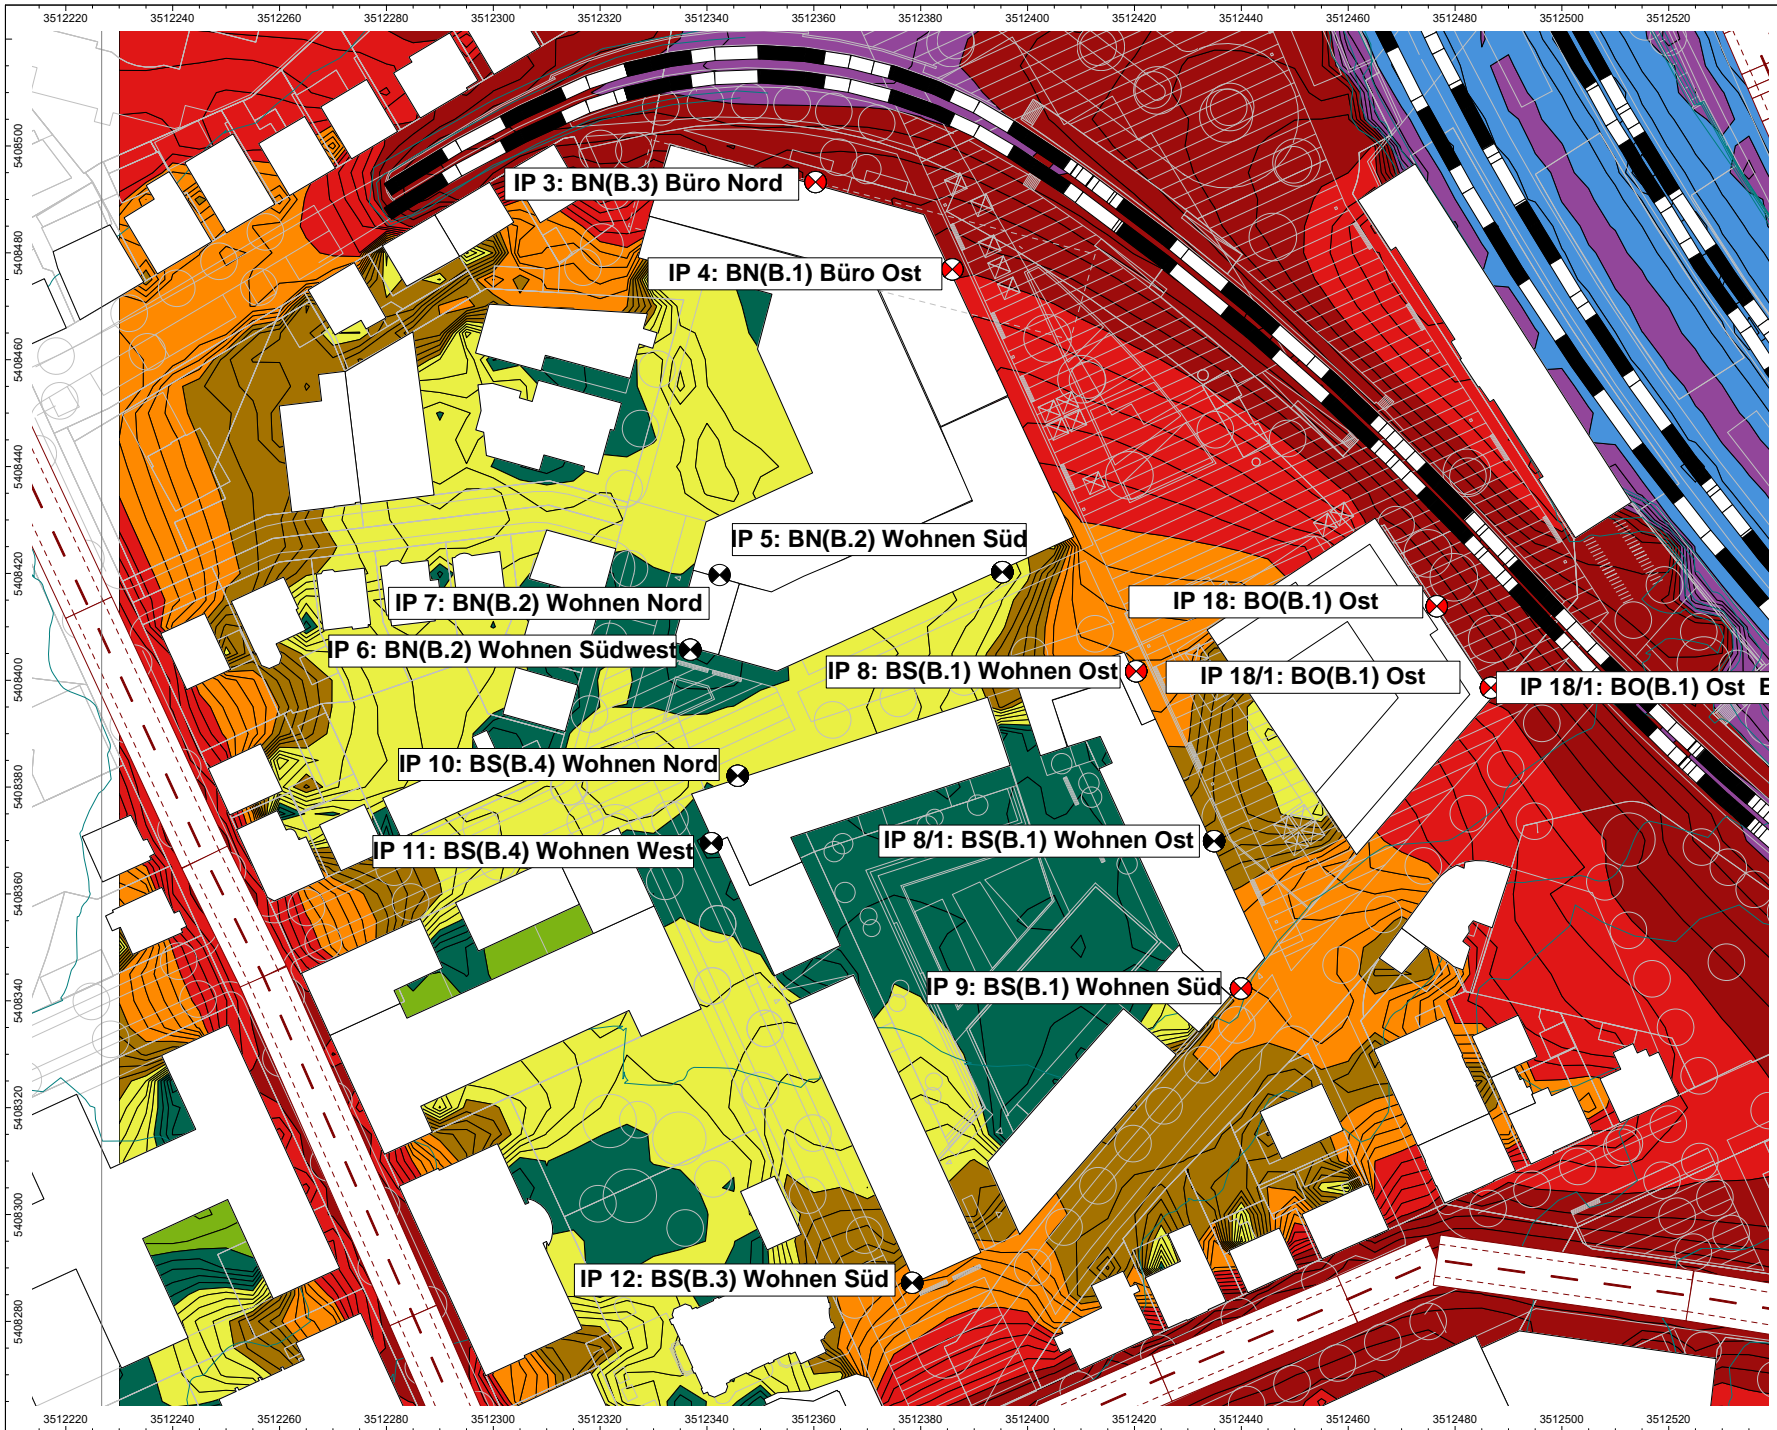 3512220 3512240 3512260 3512280 3512300 3512320 3512340 3512360 3512380 3512400 3512420 3512440 3512460 3512480 3512500 3512520
5408500
5408480
5408460
5408440
5408420
5408400
5408380
5408360
5408340
5408320
5408300
5408280
IP 3: BN(B.3) Büro Nord
IP 4: BN(B.1) Büro Ost
IP 5: BN(B.2) Wohnen Süd
IP 7: BN(B.2) Wohnen Nord
IP 18: BO(B.1) Ost
IP 6: BN(B.2) Wohnen Südwest
IP 8: BS(B.1) Wohnen Ost
IP 18/1: BO(B.1) Ost
IP 18/1: BO(B.1) Ost E
IP 10: BS(B.4) Wohnen Nord
IP 11: BS(B.4) Wohnen West
IP 8/1: BS(B.1) Wohnen Ost
IP 9: BS(B.1) Wohnen Süd
IP 12: BS(B.3) Wohnen Süd
3512220 3512240 3512260 3512280 3512300 3512320 3512340 3512360 3512380 3512400 3512420 3512440 3512460 3512480 3512500 3512520